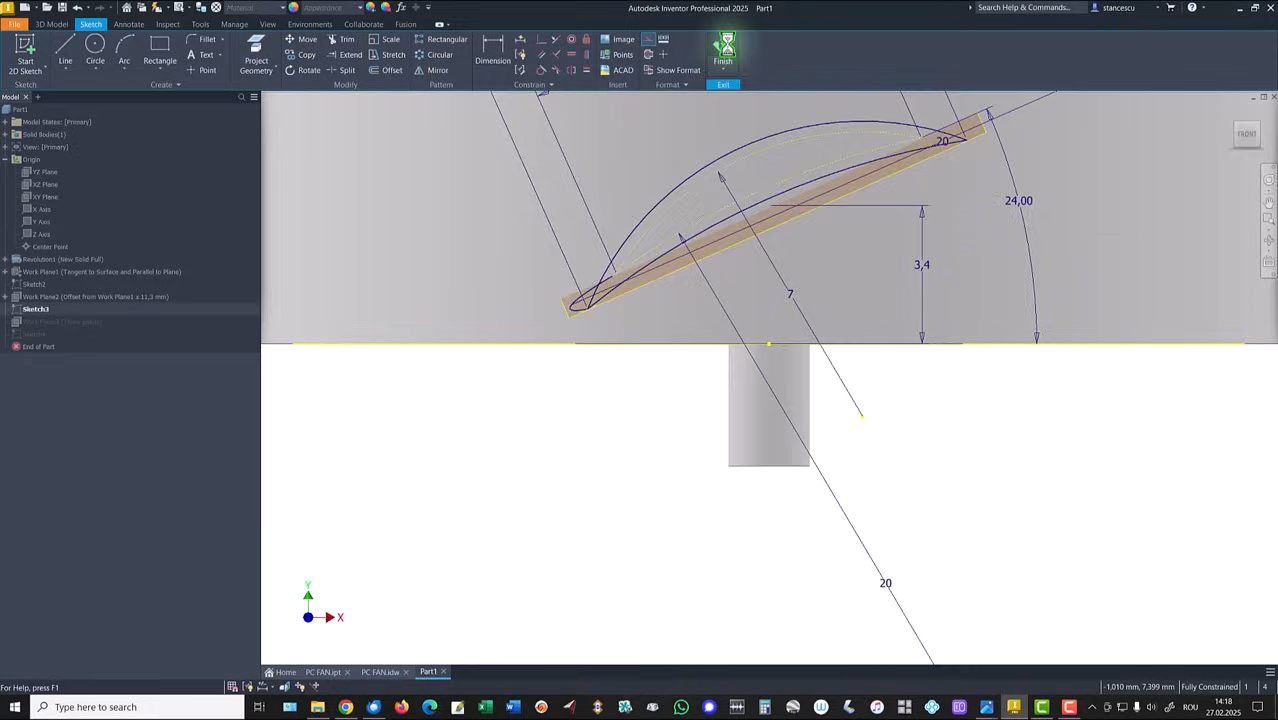 Material
Appearance
Autodesk Inventor Professional 2025 Part1
Search Help & Commands...
stancescu
File 3D Model Sketch Annotate Inspect Tools Manage View Environments Collaborate Fusion
Start
2D Sketch
Line
Circle
Arc
Rectangle
Fillet
Text
Point
Project
Geometry
Move
Copy
Rotate
Trim
Extend
Split
Scale
Stretch
Offset
Rectangular
Circular
Mirror
Dimension
Image
Points
ACAD
Show Format
Finish
Sketch
Create
Modify
Pattern
Constrain
Insert
Format
Exit
Model
Part1
Model States: [Primary]
Solid Bodies(1)
View: [Primary]
Origin
YZ Plane
XZ Plane
XY Plane
X Axis
Y Axis
Z Axis
Center Point
Revolution1 (New Solid Full)
Work Plane1 (Tangent to Surface and Parallel to Plane)
Sketch2
Work Plane2 (Offset from Work Plane1 x 11,3 mm)
Sketch3
Sketch4
End of Part
FRONT
,20
24,00
3,4
7
20
Y
X
Home PC FAN.ipt PC FAN.idw Part1
For Help, press F1
-1,010 mm, 7,399 mm Fully Constrained 1 4
Type here to search
ROU
14:18
27.02.2025